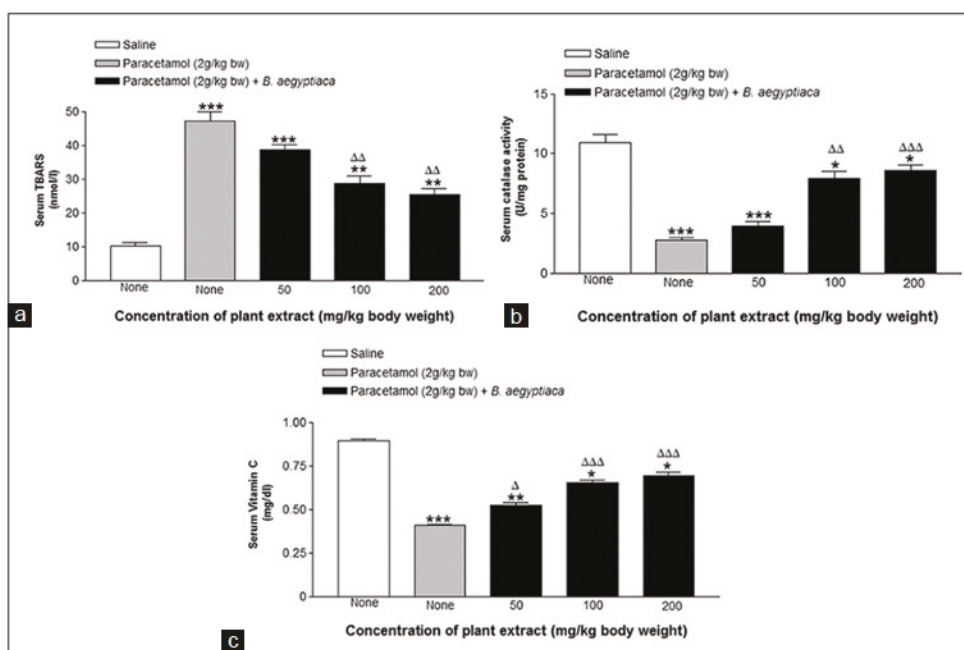 Saline
Paracetamol (2g/kg bw)
Paracetamol (2g/kg bw) + B. aegyptiaca
Serum TBARS
(nmol/l)
50
40
30
20
10
0
***
***
ΔΔ
**
ΔΔ
**
None
None
50
100
200
Concentration of plant extract (mg/kg body weight)
a
Saline
Paracetamol (2g/kg bw)
Paracetamol (2g/kg bw) + B. aegyptiaca
Serum catalase activity
(U/mg protein)
15
10
5
0
***
***
ΔΔ
*
ΔΔΔ
*
None
None
50
100
200
Concentration of plant extract (mg/kg body weight)
b
Saline
Paracetamol (2g/kg bw)
Paracetamol (2g/kg bw) + B. aegyptiaca
Serum Vitamin C
(mg/dl)
1.00
0.75
0.50
0.25
0
***
Δ
**
ΔΔΔ
*
ΔΔΔ
*
None
None
50
100
200
Concentration of plant extract (mg/kg body weight)
c